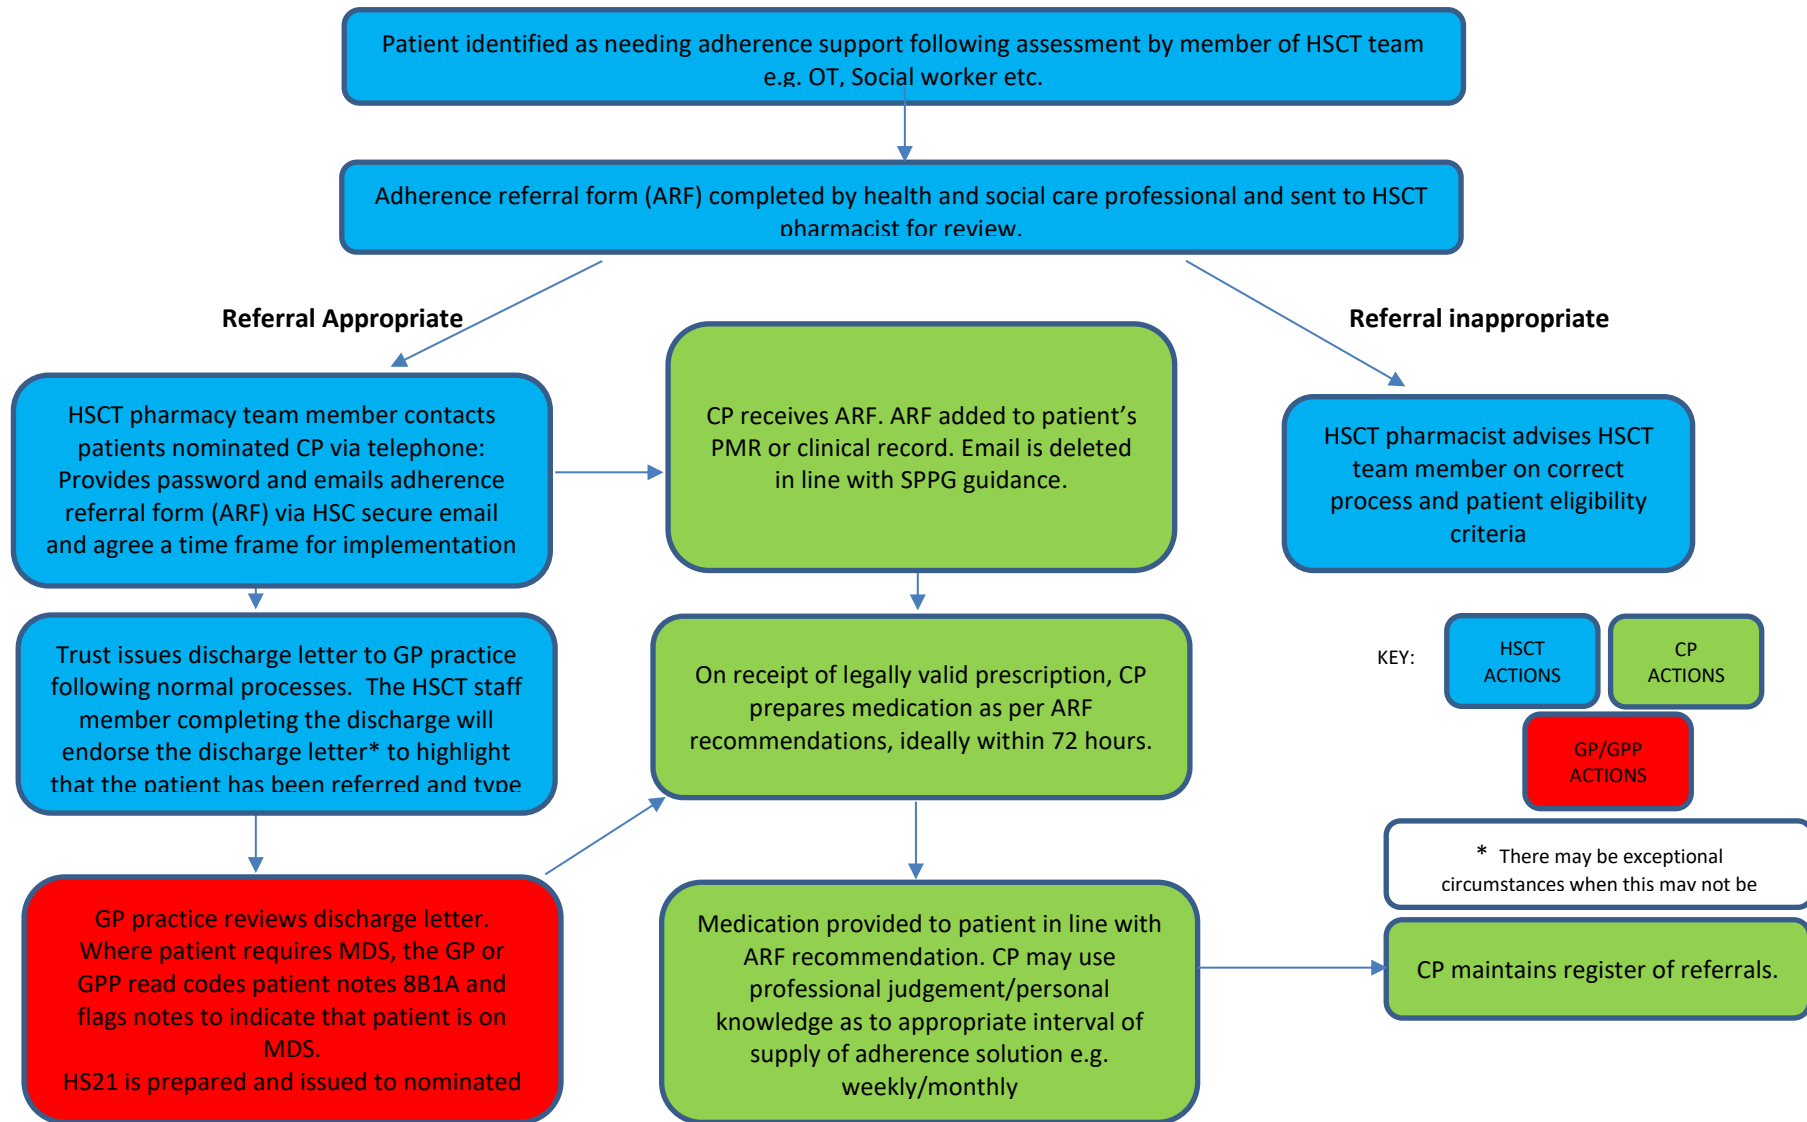 Patient identified as needing adherence support following assessment by member of HSCT team
e.g. OT, Social worker etc.
Adherence referral form (ARF) completed by health and social care professional and sent to HSCT
pharmacist for review.
Referral Appropriate
Referral inappropriate
HSCT pharmacy team member contacts
patients nominated CP via telephone:
Provides password and emails adherence
referral form (ARF) via HSC secure email
and agree a time frame for implementation
CP receives ARF. ARF added to patient's
PMR or clinical record. Email is deleted
in line with SPPG guidance.
HSCT pharmacist advises HSCT
team member on correct
process and patient eligibility
criteria
Trust issues discharge letter to GP practice
following normal processes. The HSCT staff
member completing the discharge will
endorse the discharge letter* to highlight
that the patient has been referred and type
On receipt of legally valid prescription, CP
prepares medication as per ARF
recommendations, ideally within 72 hours.
KEY:
HSCT
ACTIONS
CP
ACTIONS
GP/GPP
ACTIONS
* There may be exceptional
circumstances when this may not be
GP practice reviews discharge letter.
Where patient requires MDS, the GP or
GPP read codes patient notes 8B1A and
flags notes to indicate that patient is on
MDS.
HS21 is prepared and issued to nominated
Medication provided to patient in line with
ARF recommendation. CP may use
professional judgement/personal
knowledge as to appropriate interval of
supply of adherence solution e.g.
weekly/monthly
CP maintains register of referrals.